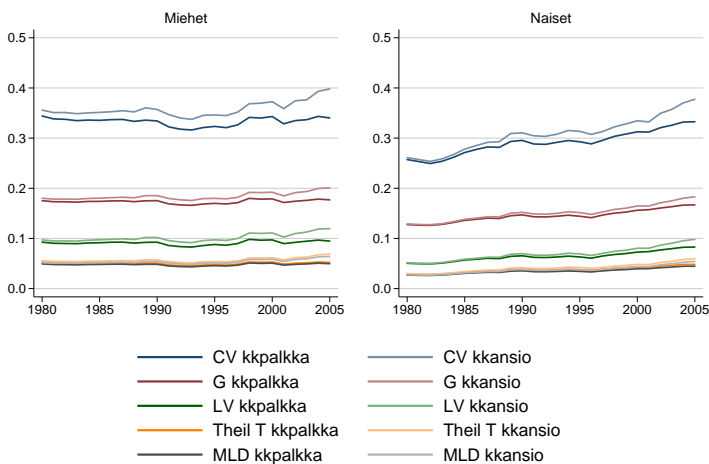 Miehet
0.5
0.4
0.3
0.2
0.1
0.0
1980 1985 1990 1995 2000 2005
Naiset
0.5
0.4
0.3
0.2
0.1
0.0
1980 1985 1990 1995 2000 2005
CV kkpalkka CV kkansio
G kkpalkka G kkansio
LV kkpalkka LV kkansio
Theil T kkpalkka Theil T kkansio
MLD kkpalkka MLD kkansio